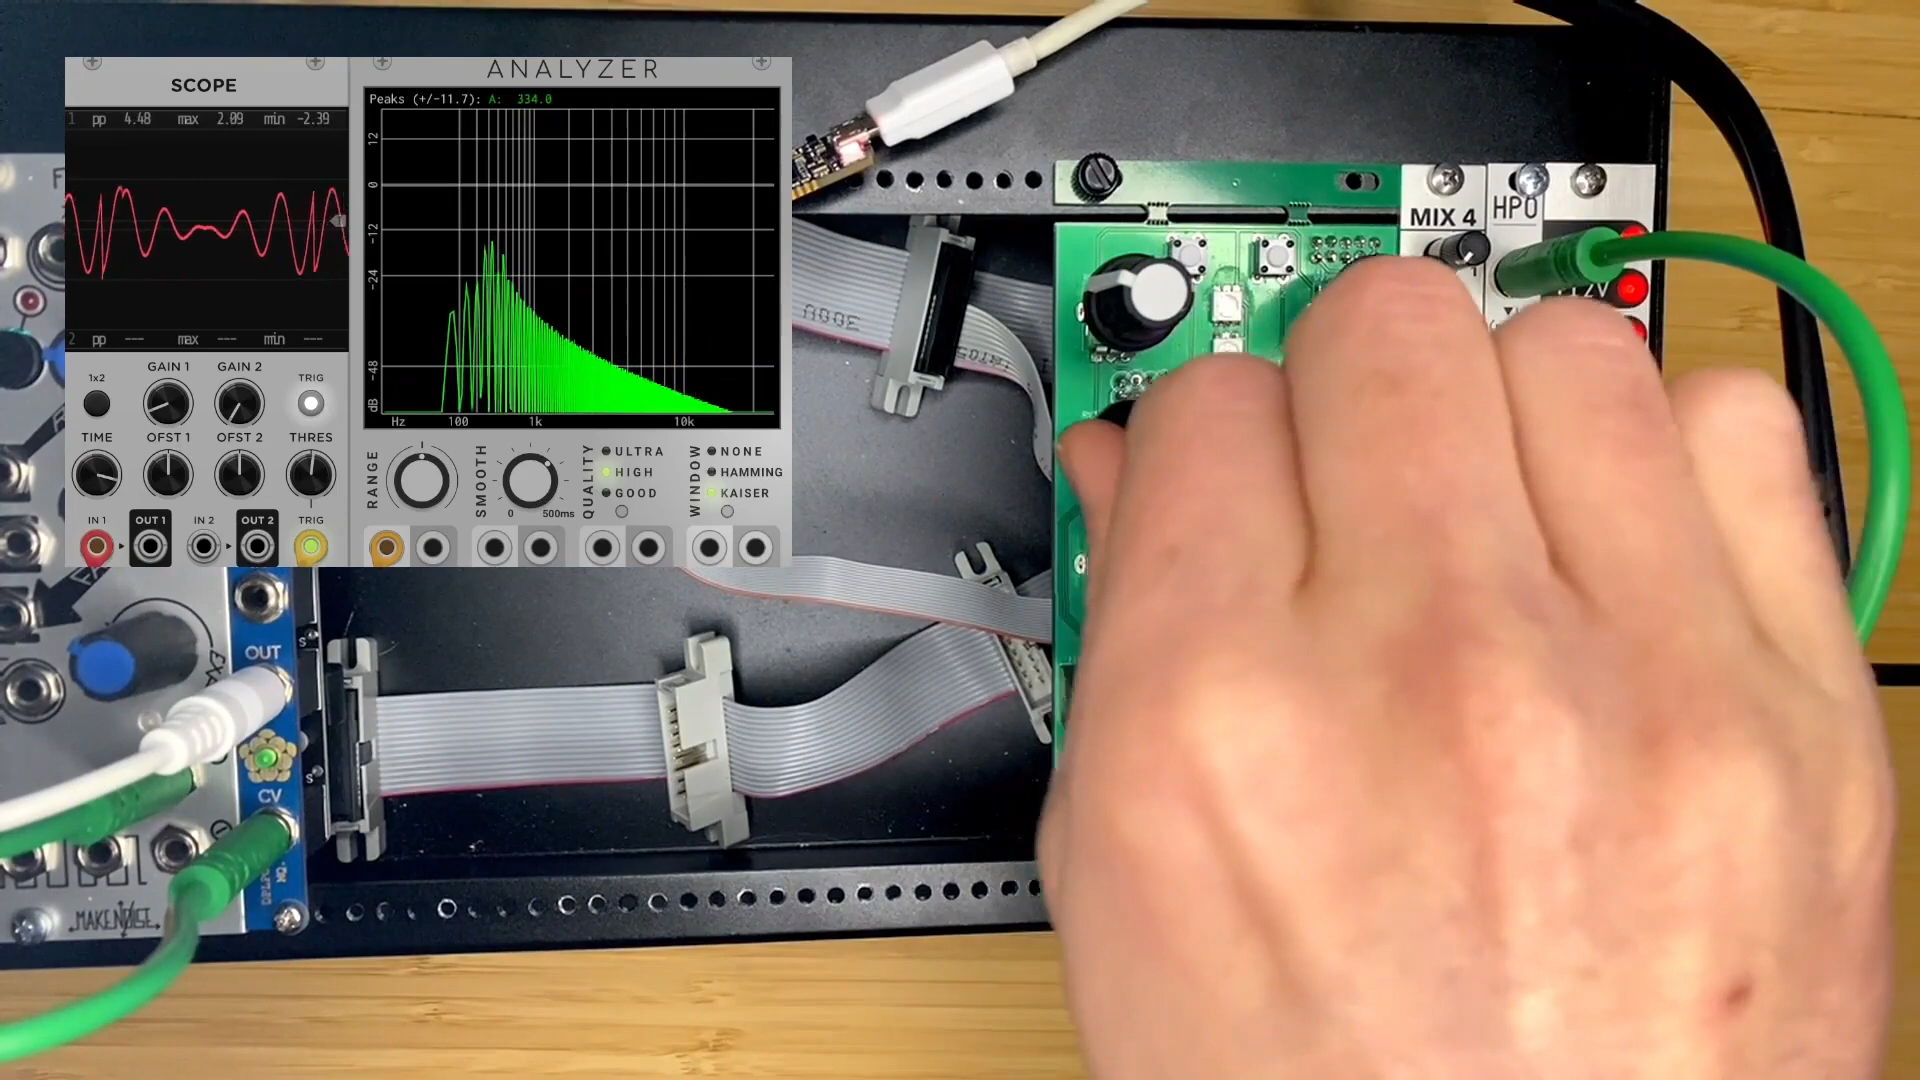 SCOPE
1 pp 4.48 max 2.09 min -2.39
2 pp --- max --- min ---
GAIN 1 GAIN 2
1x2 TRIG
TIME OFST 1 OFST 2 THRES
IN 1 OUT 1 IN 2 OUT 2 TRIG
ANALYZER
Peaks (+/-11.7): A: 334.0
12
0
-12
-24
-48
dB
Hz 100 1k 10k
RANGE
SMOOTH
0 500ms
QUALITY
ULTRA
HIGH
GOOD
WINDOW
NONE
HAMMING
KAISER
MIX 4
1
HPO
OUT
CV
MAKE NOISE
S
S